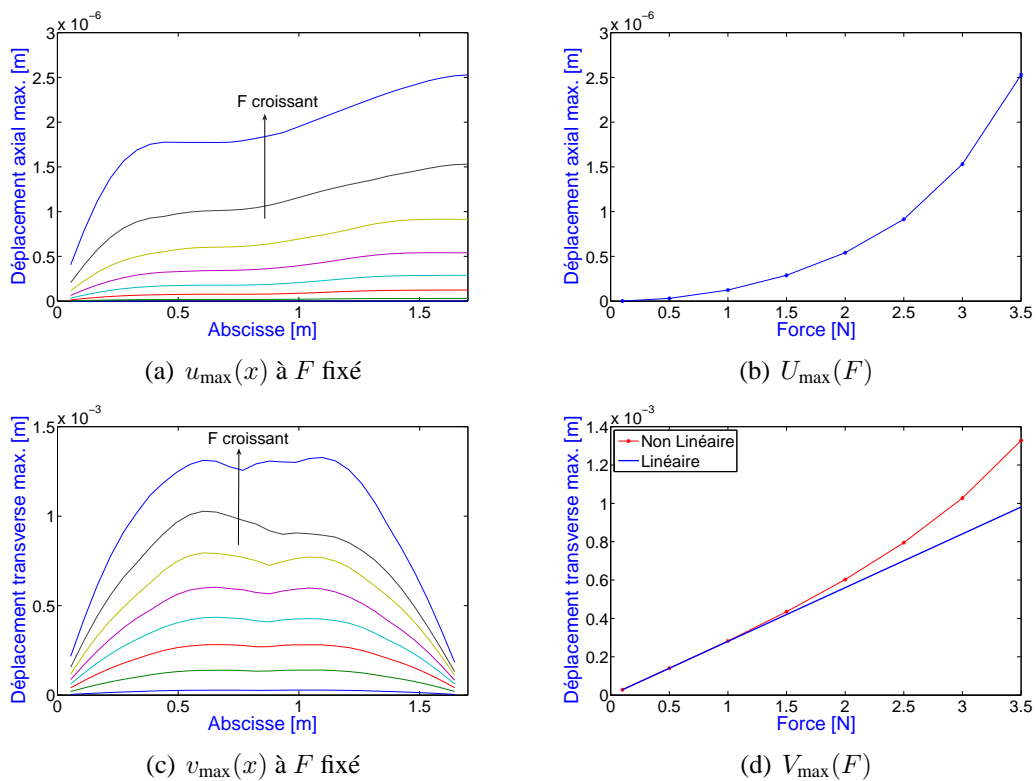 x 10⁻⁶
3
2.5
2
1.5
1
0.5
0
0
0.5
1
1.5
F croissant
Déplacement axial max. [m]
Abscisse [m]
(a) u_max(x) à F fixé
x 10⁻⁶
3
2.5
2
1.5
1
0.5
0
0
0.5
1
1.5
2
2.5
3
3.5
Déplacement axial max. [m]
Force [N]
(b) U_max(F)
x 10⁻³
1.5
1
0.5
0
0
0.5
1
1.5
F croissant
Déplacement transverse max. [m]
Abscisse [m]
(c) v_max(x) à F fixé
x 10⁻³
1.4
1.2
1
0.8
0.6
0.4
0.2
0
0
0.5
1
1.5
2
2.5
3
3.5
Non Linéaire
Linéaire
Déplacement transverse max. [m]
Force [N]
(d) V_max(F)